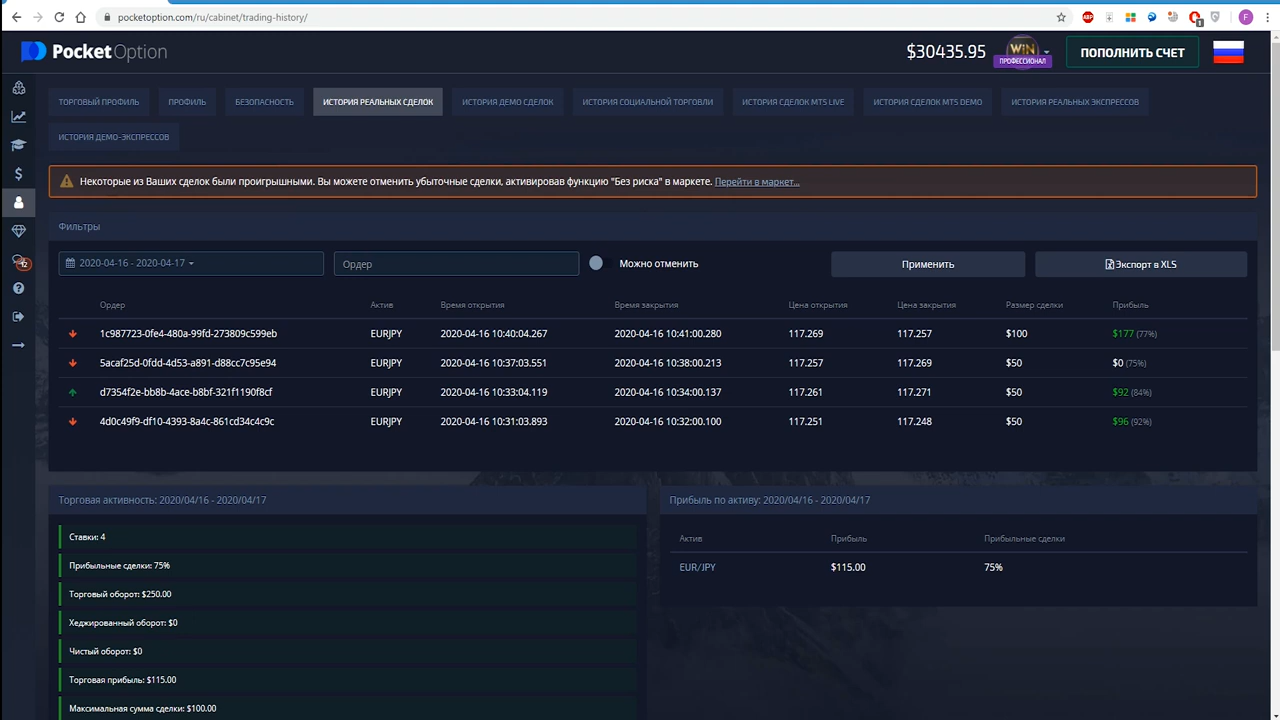 pocketoption.com/ru/cabinet/trading-history/
PocketOption
$30435.95
WIN
ПРОФЕССИОНАЛ
ПОПОЛНИТЬ СЧЕТ
ТОРГОВЫЙ ПРОФИЛЬ
ПРОФИЛЬ
БЕЗОПАСНОСТЬ
ИСТОРИЯ РЕАЛЬНЫХ СДЕЛОК
ИСТОРИЯ ДЕМО СДЕЛОК
ИСТОРИЯ СОЦИАЛЬНОЙ ТОРГОВЛИ
ИСТОРИЯ СДЕЛОК MT5 LIVE
ИСТОРИЯ СДЕЛОК MT5 DEMO
ИСТОРИЯ РЕАЛЬНЫХ ЭКСПРЕССОВ
ИСТОРИЯ ДЕМО-ЭКСПРЕССОВ
Некоторые из Ваших сделок были проигрышными. Вы можете отменить убыточные сделки, активировав функцию "Без риска" в маркете. Перейти в маркет...
Фильтры
2020-04-16 - 2020-04-17
Ордер
Можно отменить
Применить
Экспорт в XLS
Ордер Актив Время открытия Время закрытия Цена открытия Цена закрытия Размер сделки Прибыль
1c987723-0fe4-480a-99fd-273809c599eb EURJPY 2020-04-16 10:40:04.267 2020-04-16 10:41:00.280 117.269 117.257 $100 $177 (77%)
5acaf25d-0fdd-4d53-a891-d88cc7c95e94 EURJPY 2020-04-16 10:37:03.551 2020-04-16 10:38:00.213 117.257 117.269 $50 $0 (75%)
d7354f2e-bb8b-4ace-b8bf-321f1190f8cf EURJPY 2020-04-16 10:33:04.119 2020-04-16 10:34:00.137 117.261 117.271 $50 $92 (84%)
4d0c49f9-df10-4393-8a4c-861cd34c4c9c EURJPY 2020-04-16 10:31:03.893 2020-04-16 10:32:00.100 117.251 117.248 $50 $96 (92%)
Торговая активность: 2020/04/16 - 2020/04/17
Ставки: 4
Прибыльные сделки: 75%
Торговый оборот: $250.00
Хеджированный оборот: $0
Чистый оборот: $0
Торговая прибыль: $115.00
Максимальная сумма сделки: $100.00
Прибыль по активу: 2020/04/16 - 2020/04/17
Актив Прибыль Прибыльные сделки
EUR/JPY $115.00 75%